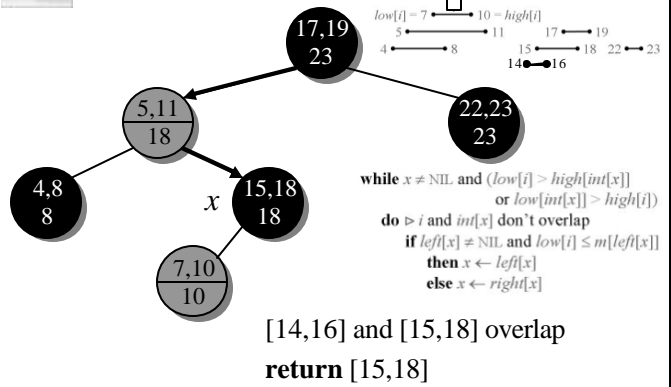 low[i] = 7 10 = high[i]
5 11 17 19
4 8 15 18 22 23
14 16
17,19
23
5,11
18
22,23
23
4,8
8
x
15,18
18
7,10
10
while x ≠ NIL and (low[i] > high[int[x]]
or low[int[x]] > high[i])
do ▷ i and int[x] don’t overlap
if left[x] ≠ NIL and low[i] ≤ m[left[x]]
then x ← left[x]
else x ← right[x]
[14,16] and [15,18] overlap
return [15,18]